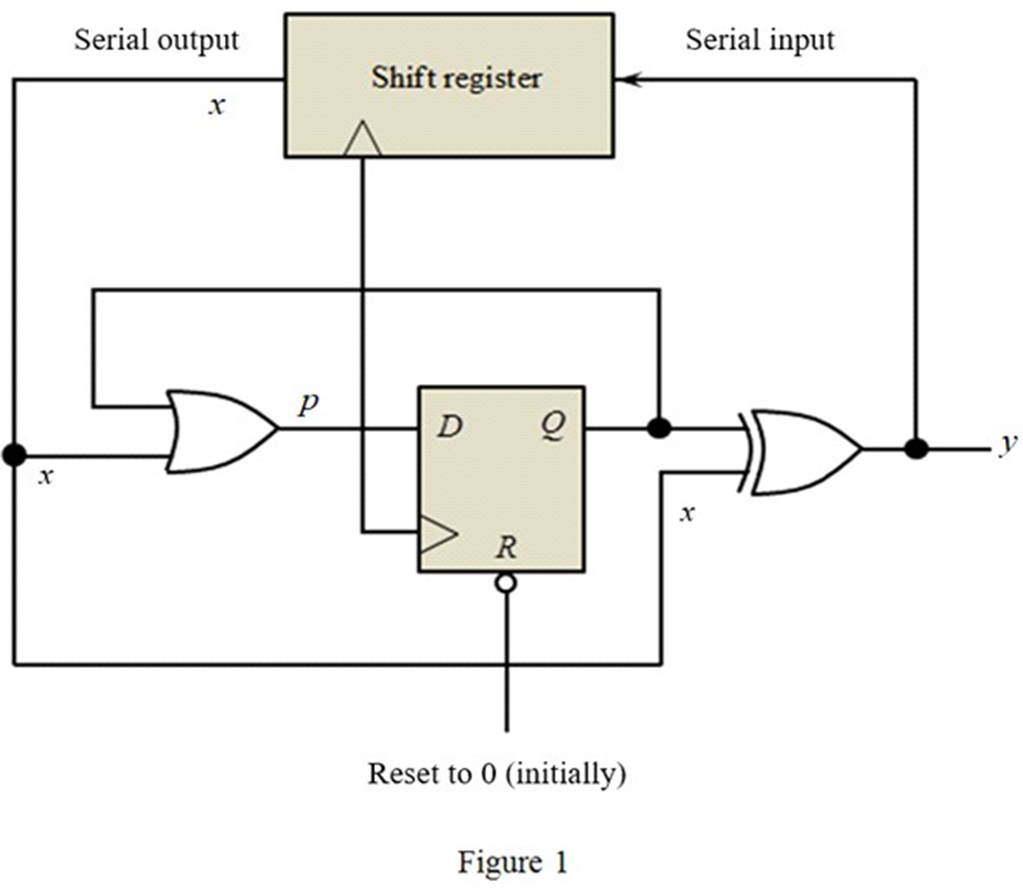 Serial output
Serial input
Shift register
x
p
D
Q
y
x
x
R
Reset to 0 (initially)
Figure 1